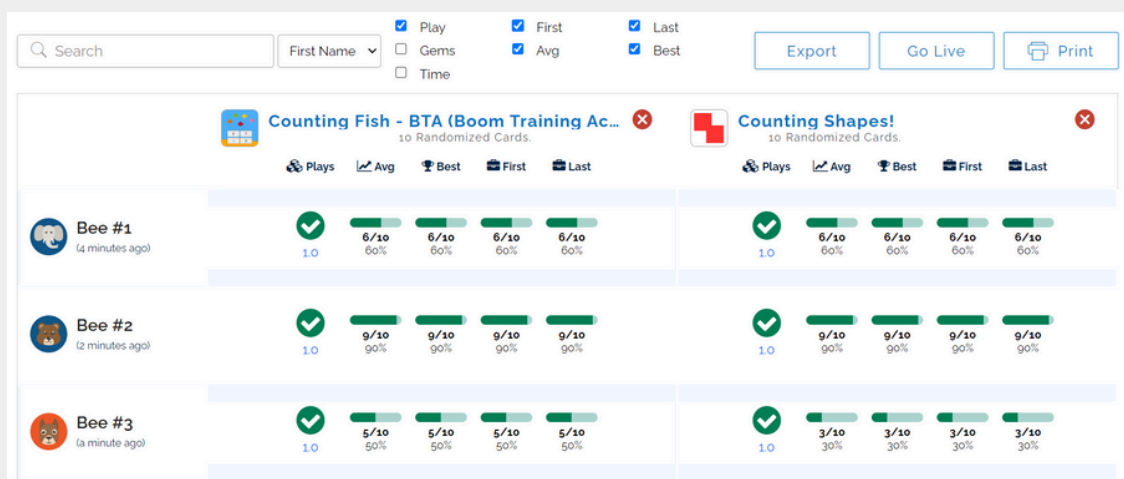 Search
First Name
Play
First
Last
Gems
Avg
Best
Time
Export
Go Live
Print
Counting Fish - BTA (Boom Training Ac...
10 Randomized Cards.
Counting Shapes!
10 Randomized Cards.
Plays Avg Best First Last
Plays Avg Best First Last
Bee #1
(4 minutes ago)
1.0
6/10 6/10 6/10 6/10
60% 60% 60% 60%
1.0
6/10 6/10 6/10 6/10
60% 60% 60% 60%
Bee #2
(2 minutes ago)
1.0
9/10 9/10 9/10 9/10
90% 90% 90% 90%
1.0
9/10 9/10 9/10 9/10
90% 90% 90% 90%
Bee #3
(a minute ago)
1.0
5/10 5/10 5/10 5/10
50% 50% 50% 50%
1.0
3/10 3/10 3/10 3/10
30% 30% 30% 30%